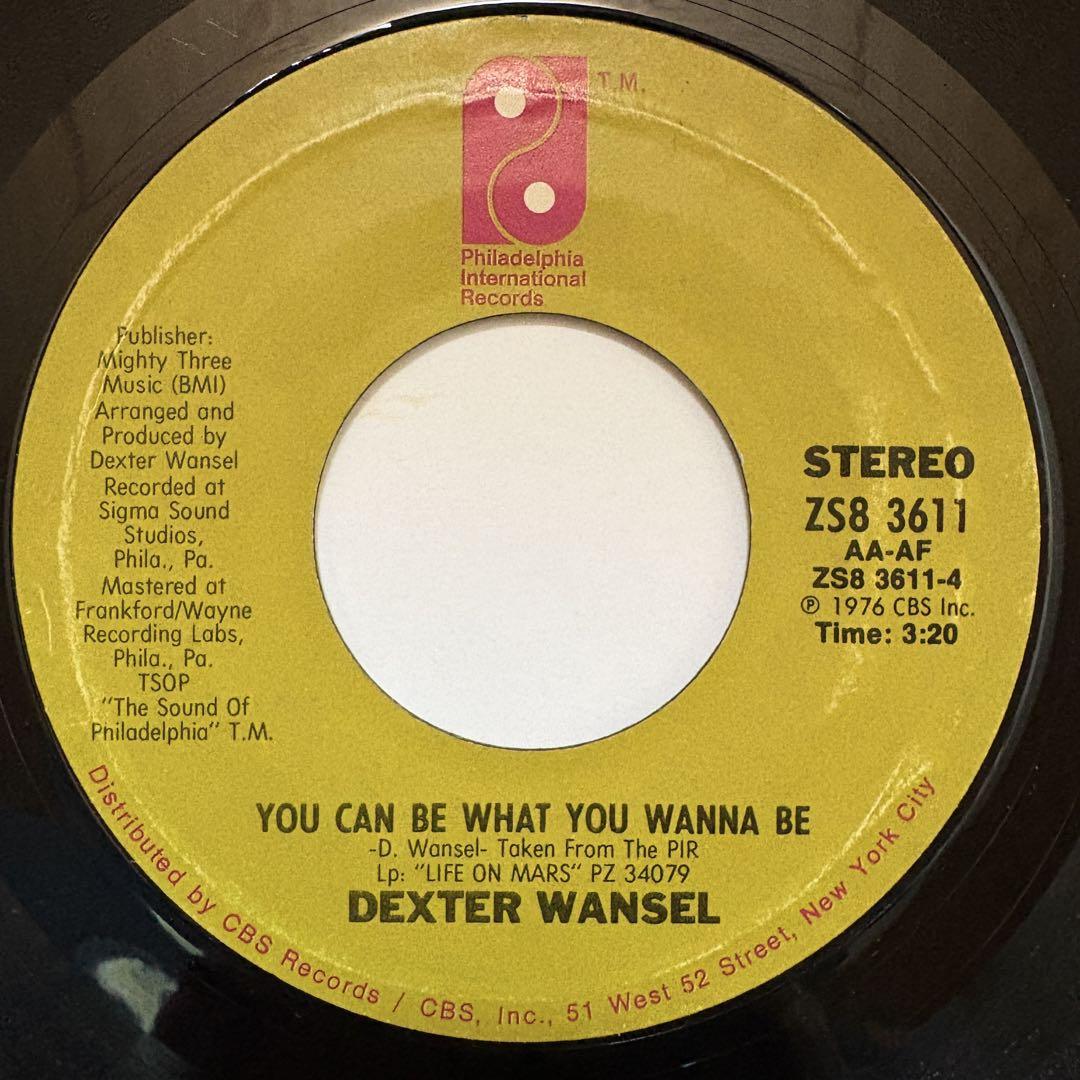 T.M.
Philadelphia
International
Records
Publisher:
Mighty Three
Music (BMI)
Arranged and
Produced by
Dexter Wansel
Recorded at
Sigma Sound
Studios,
Phila., Pa.
Mastered at
Frankford/Wayne
Recording Labs,
Phila., Pa.
TSOP
"The Sound Of
Philadelphia" T.M.
STEREO
ZS8 3611
AA-AF
ZS8 3611-4
℗ 1976 CBS Inc.
Time: 3:20
YOU CAN BE WHAT YOU WANNA BE
-D. Wansel- Taken From The PIR
Lp: "LIFE ON MARS" PZ 34079
DEXTER WANSEL
Distributed by CBS Records / CBS, Inc., 51 West 52 Street, New York City